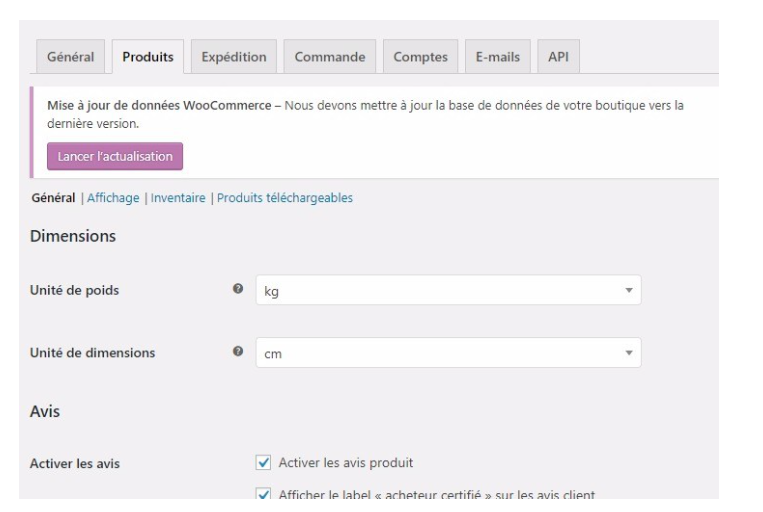 Général Produits Expédition Commande Comptes E-mails API
Mise à jour de données WooCommerce – Nous devons mettre à jour la base de données de votre boutique vers la
dernière version.
Lancer l'actualisation
Général | Affichage | Inventaire | Produits téléchargeables
Dimensions
Unité de poids kg
Unité de dimensions cm
Avis
Activer les avis Activer les avis produit
Afficher le label « acheteur certifié » sur les avis client